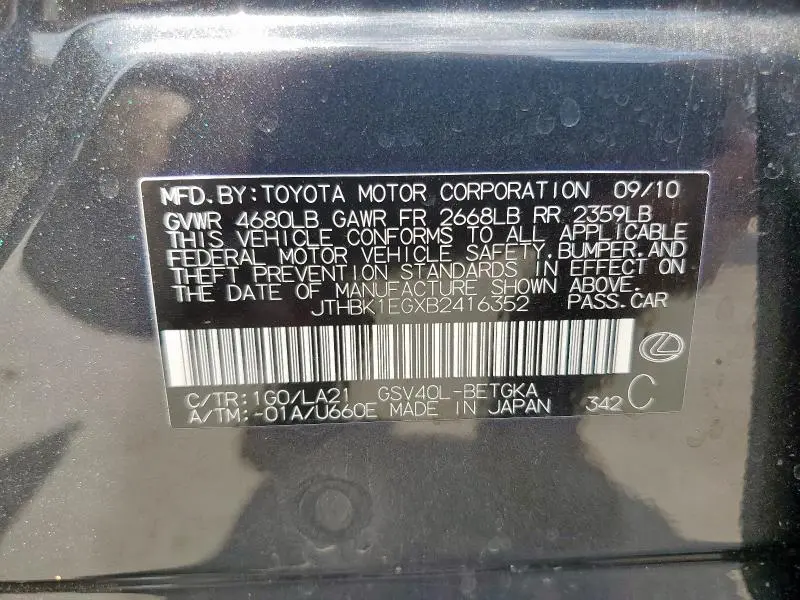 MFD.BY:TOYOTA MOTOR CORPORATION 09/10
GVWR 4680LB GAWR FR 2668LB RR 2359LB
THIS VEHICLE CONFORMS TO ALL APPLICABLE
FEDERAL MOTOR VEHICLE SAFETY,BUMPER,AND
THEFT PREVENTION STANDARDS IN EFFECT ON
THE DATE OF MANUFACTURE SHOWN ABOVE.
JTHBK1EGXB2416352 PASS.CAR
C/TR:1G0/LA21 GSV40L-BETGKA C
A/TM:-01A/U660E MADE IN JAPAN 342